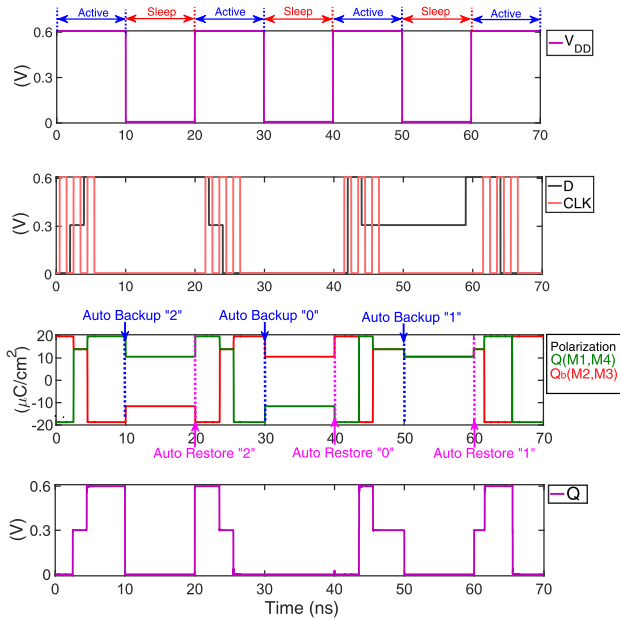 Active Sleep Active Sleep Active Sleep Active
0.6
0.3
0
(V)
V_DD
0 10 20 30 40 50 60 70
0.6
0.3
0
(V)
D
CLK
0 10 20 30 40 50 60 70
Auto Backup "2" Auto Backup "0" Auto Backup "1"
20
10
0
-10
-20
(μC/cm²)
Polarization
Q(M1,M4)
Qb(M2,M3)
0 10 20 30 40 50 60 70
Auto Restore "2" Auto Restore "0" Auto Restore "1"
0.6
0.3
0
(V)
Q
0 10 20 30 40 50 60 70
Time (ns)